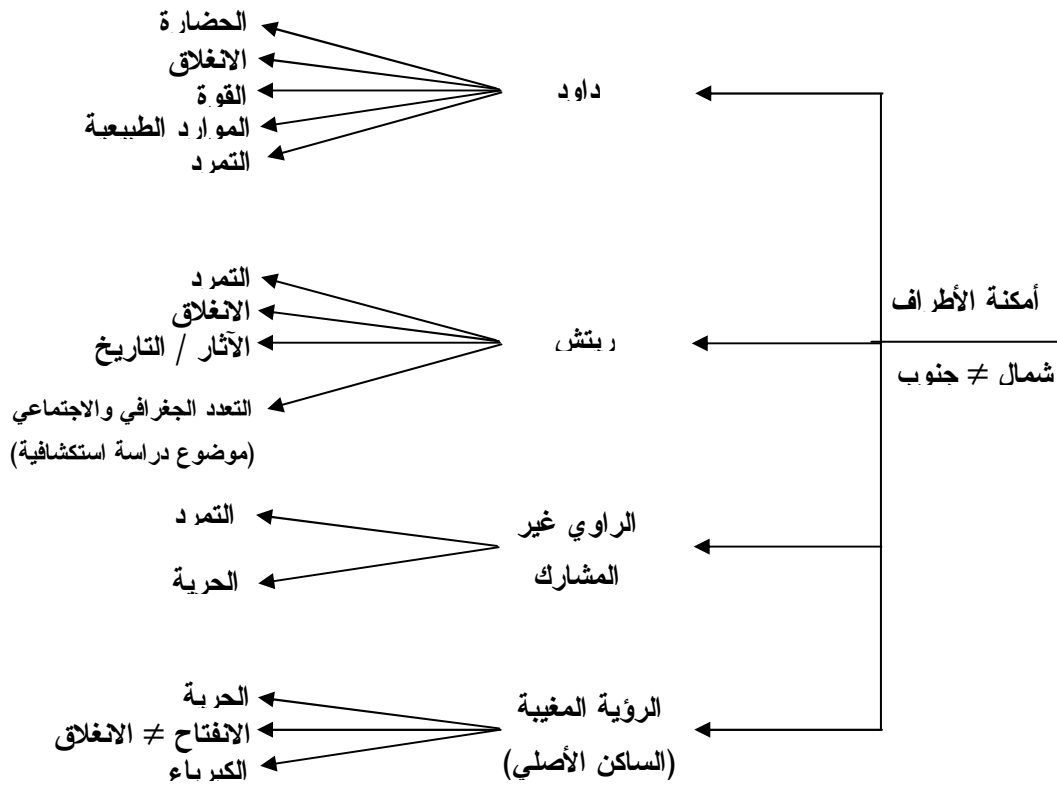 أمكنة الأطراف
شمال ≠ جنوب
داود
الحضارة
الانغلاق
القوة
الموارد الطبيعية
التمرد
ريتش
التمرد
الانغلاق
الآثار / التاريخ
التعدد الجغرافي والاجتماعي
(موضوع دراسة استكشافية)
الراوي غير
المشارك
التمرد
الحرية
الرؤية المغيبة
(الساكن الأصلي)
الحرية
الانفتاح ≠ الانغلاق
الكبرياء